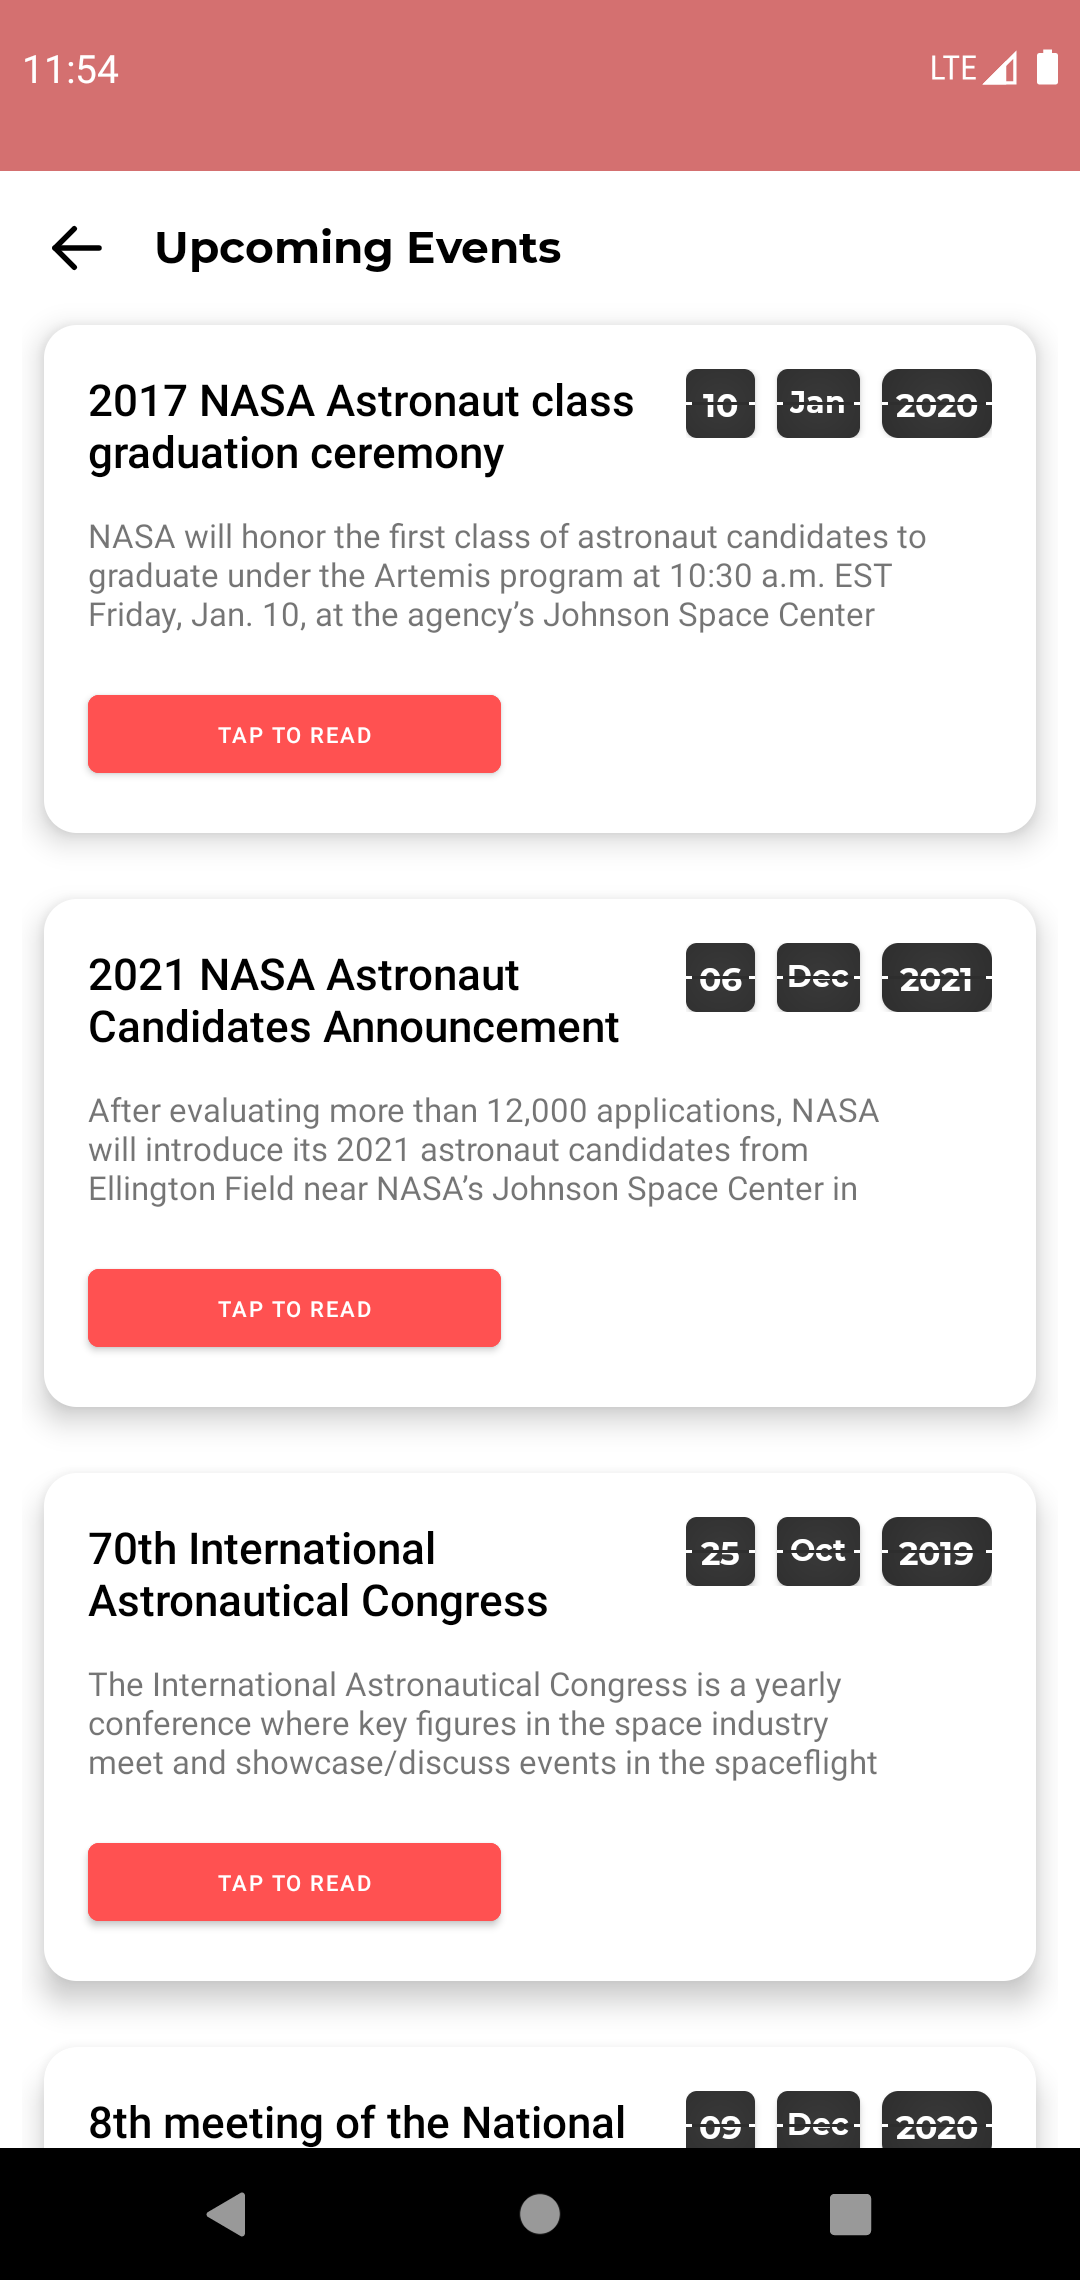 11:54
LTE
Upcoming Events
2017 NASA Astronaut class
graduation ceremony
10 Jan 2020
NASA will honor the first class of astronaut candidates to
graduate under the Artemis program at 10:30 a.m. EST
Friday, Jan. 10, at the agency’s Johnson Space Center
TAP TO READ
2021 NASA Astronaut
Candidates Announcement
06 Dec 2021
After evaluating more than 12,000 applications, NASA
will introduce its 2021 astronaut candidates from
Ellington Field near NASA’s Johnson Space Center in
TAP TO READ
70th International
Astronautical Congress
25 Oct 2019
The International Astronautical Congress is a yearly
conference where key figures in the space industry
meet and showcase/discuss events in the spaceflight
TAP TO READ
8th meeting of the National
09 Dec 2020